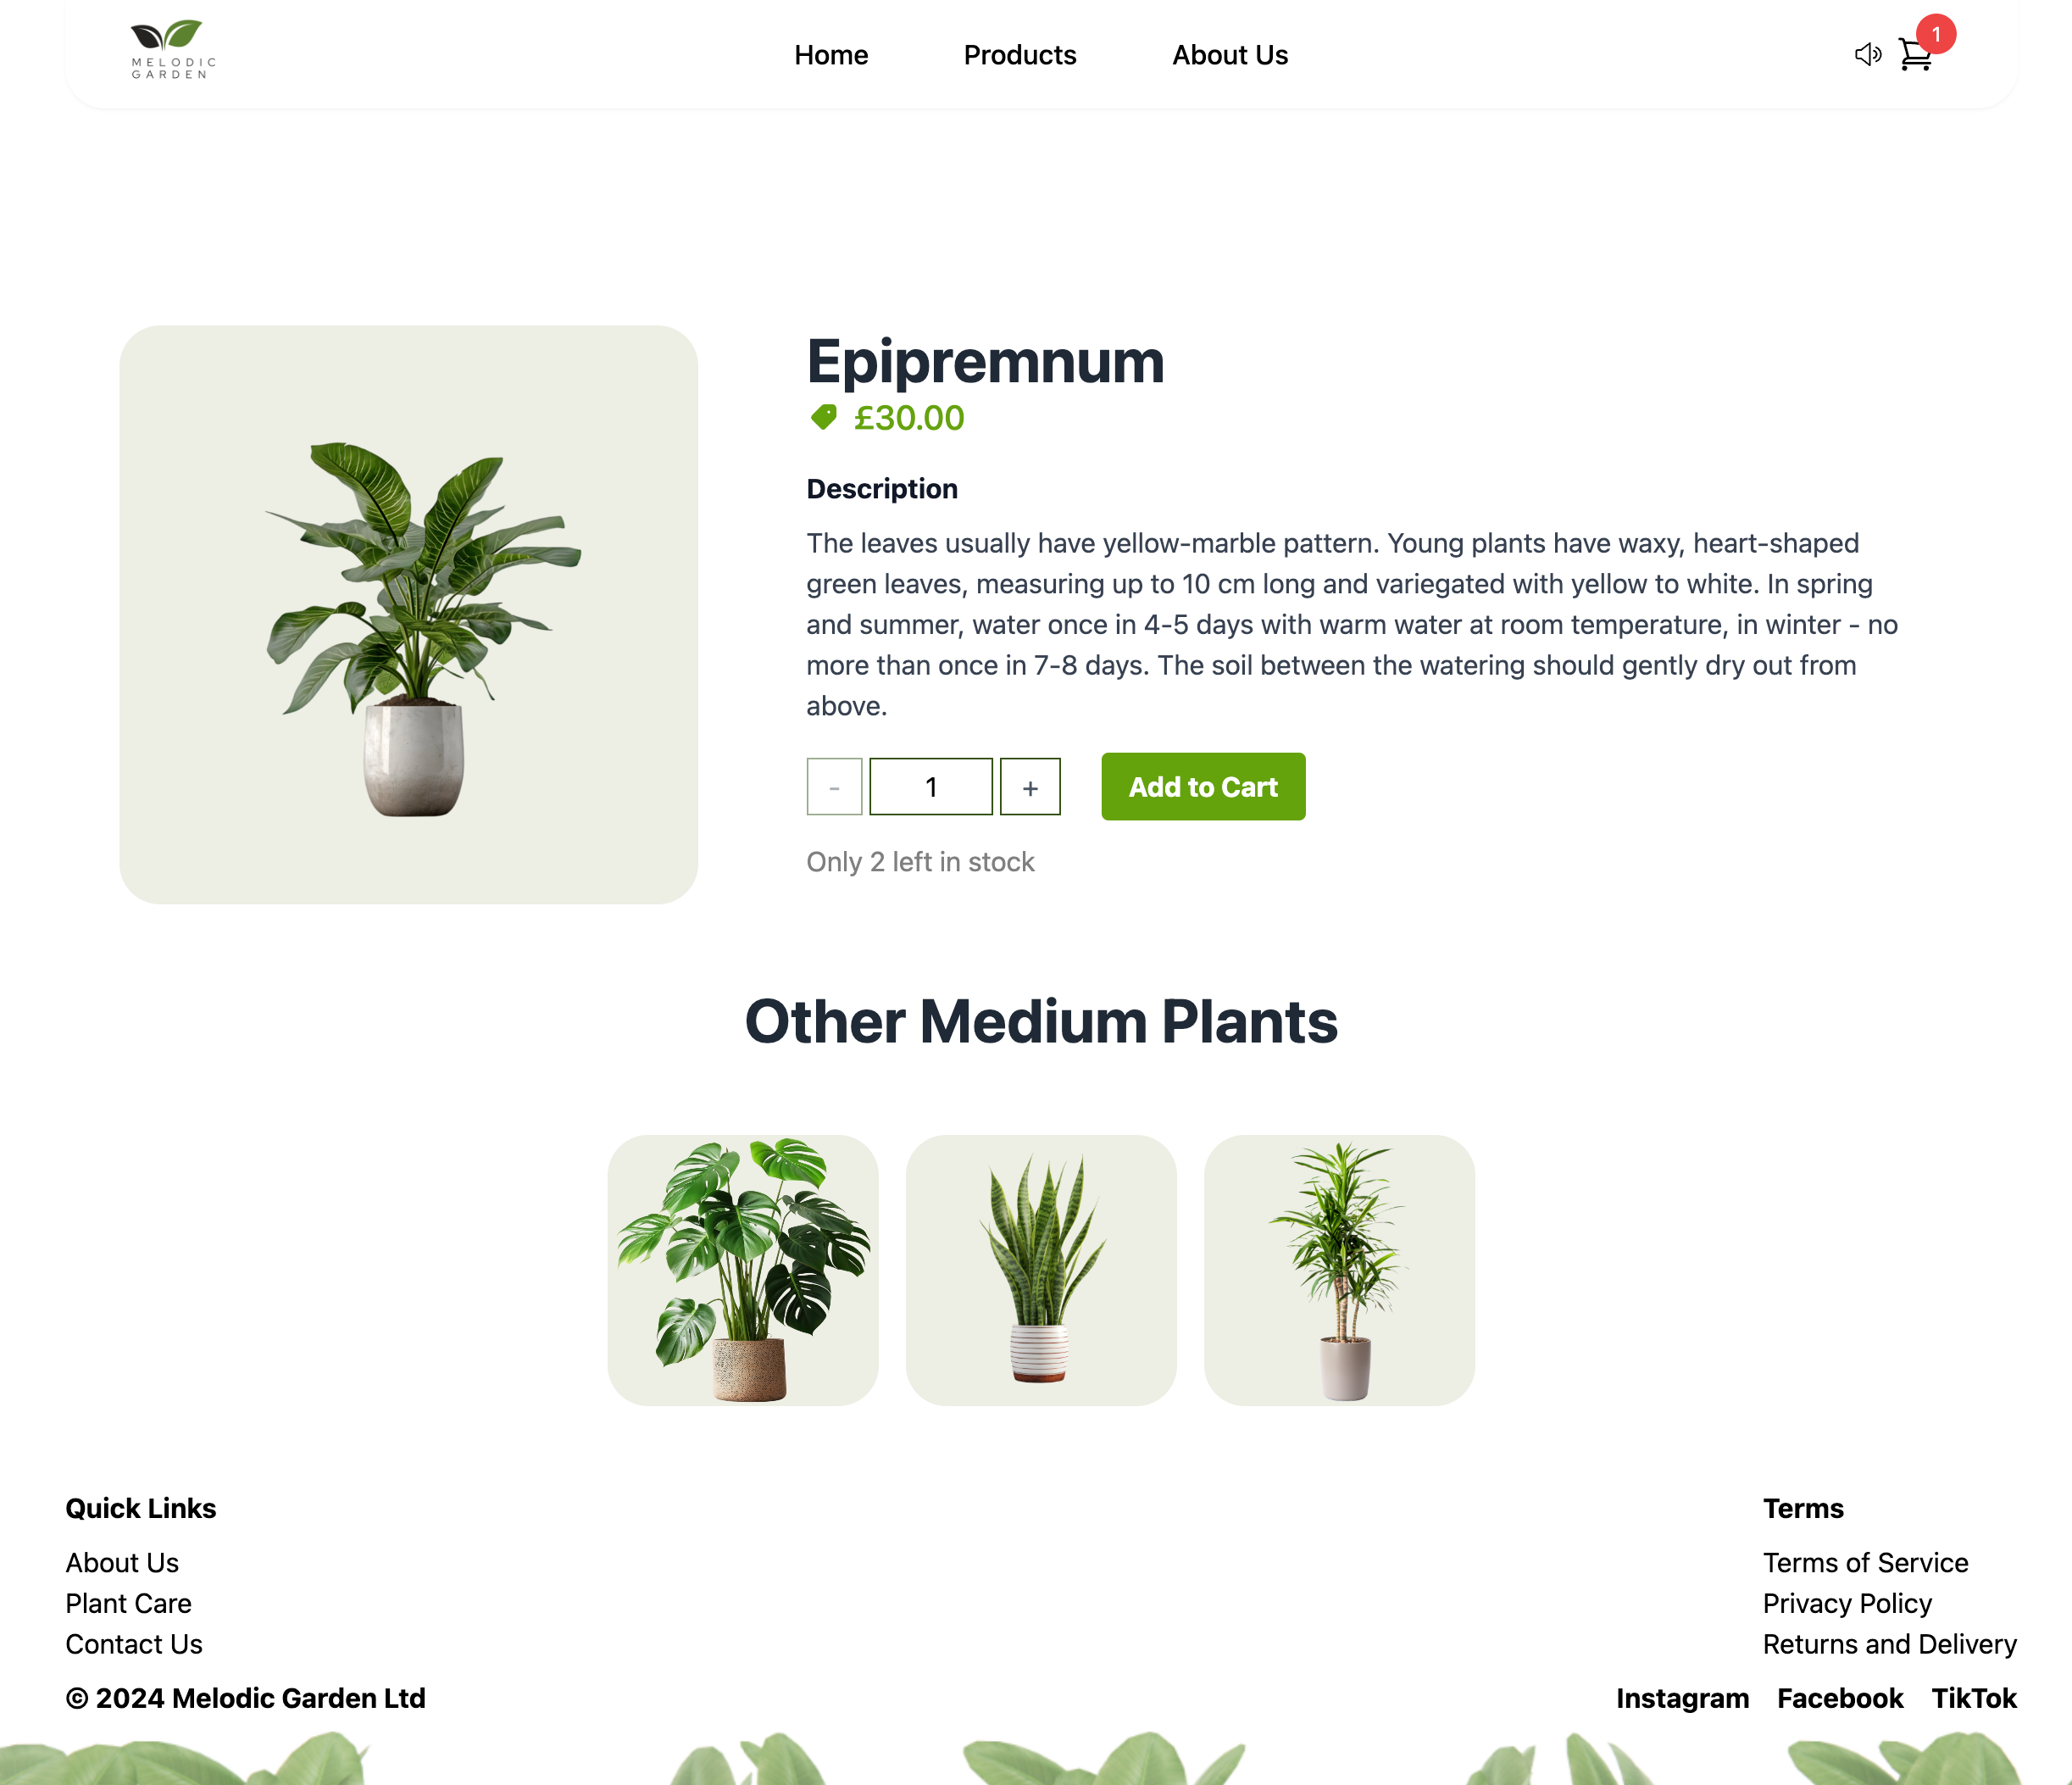 MELODIC
GARDEN
Home
Products
About Us
1
Epipremnum
£30.00
Description
The leaves usually have yellow-marble pattern. Young plants have waxy, heart-shaped
green leaves, measuring up to 10 cm long and variegated with yellow to white. In spring
and summer, water once in 4-5 days with warm water at room temperature, in winter - no
more than once in 7-8 days. The soil between the watering should gently dry out from
above.
-
1
+
Add to Cart
Only 2 left in stock
Other Medium Plants
Quick Links
About Us
Plant Care
Contact Us
Terms
Terms of Service
Privacy Policy
Returns and Delivery
© 2024 Melodic Garden Ltd
Instagram
Facebook
TikTok